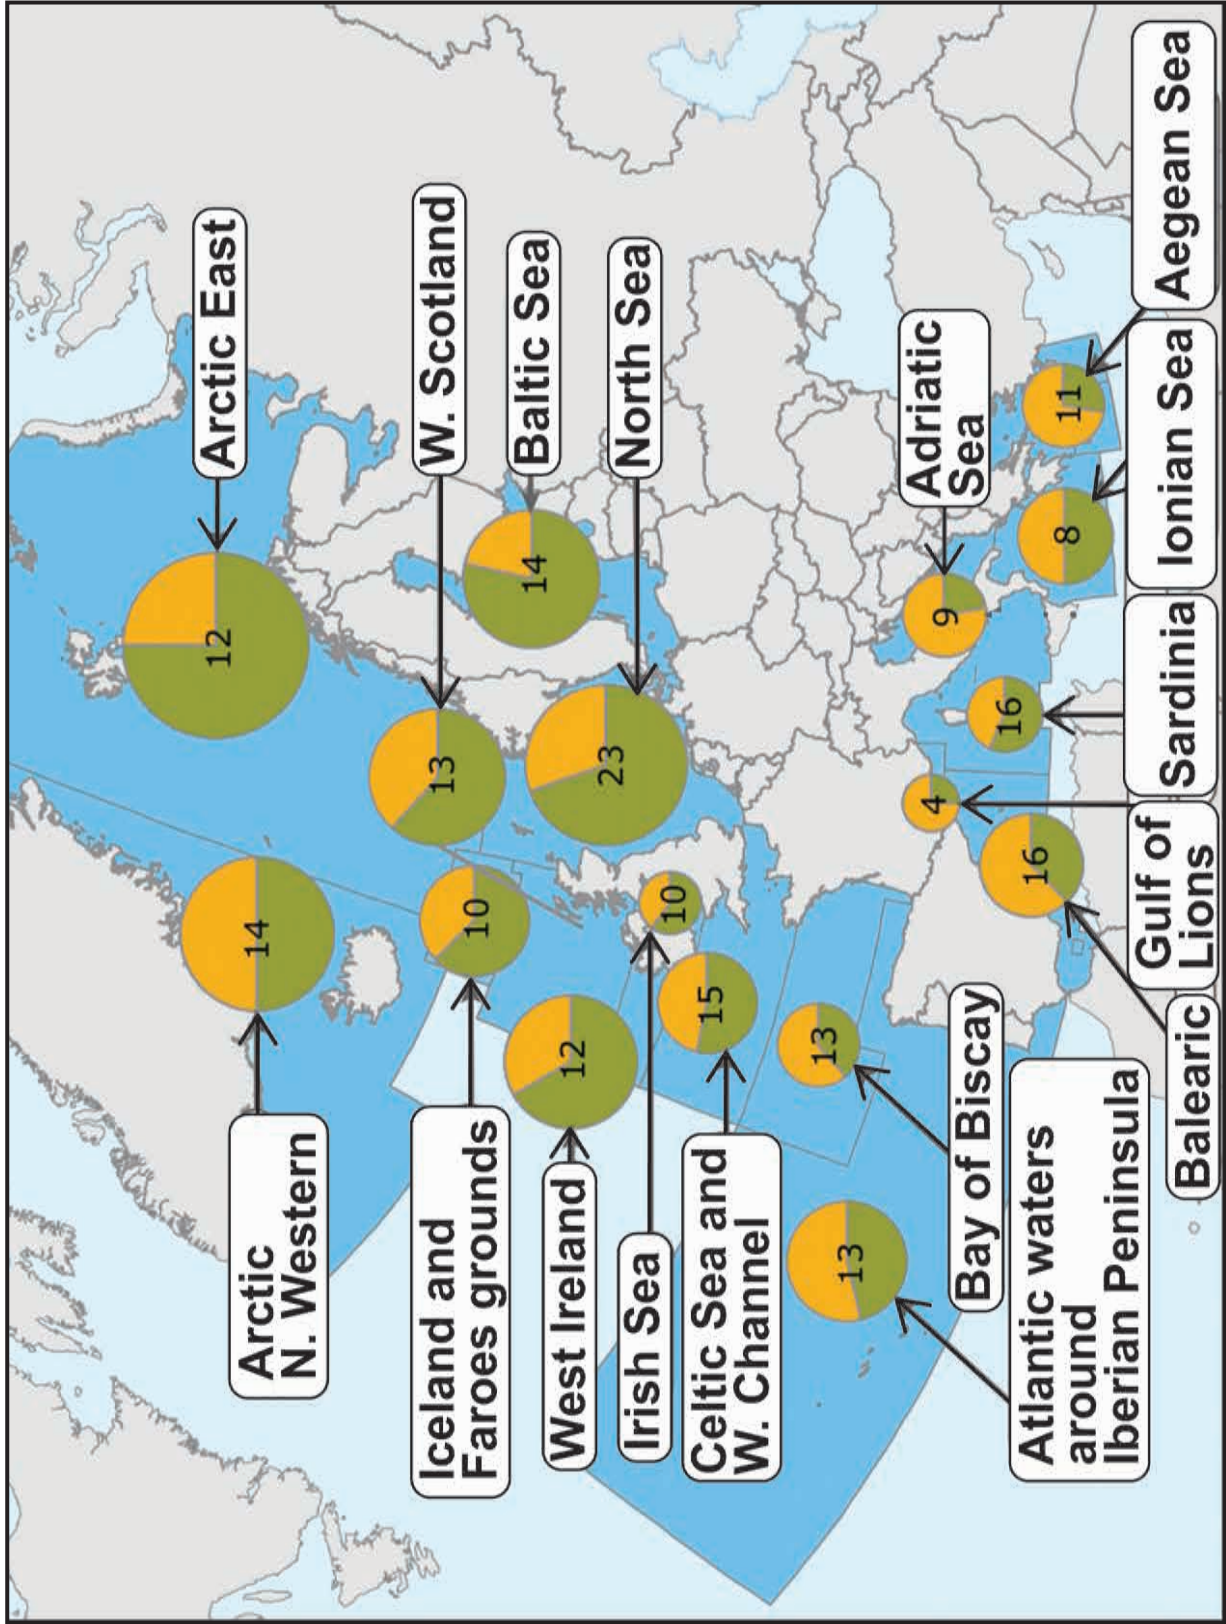 Arctic East
12
W. Scotland
13
Baltic Sea
14
North Sea
23
Arctic
N. Western
14
Iceland and
Faroes grounds
10
West Ireland
12
Irish Sea
10
Celtic Sea and
W. Channel
15
Bay of Biscay
13
Atlantic waters
around
Iberian Peninsula
13
Balearic
16
Gulf of
Lions
4
Sardinia
16
Adriatic
Sea
9
Ionian Sea
8
Aegean Sea
11